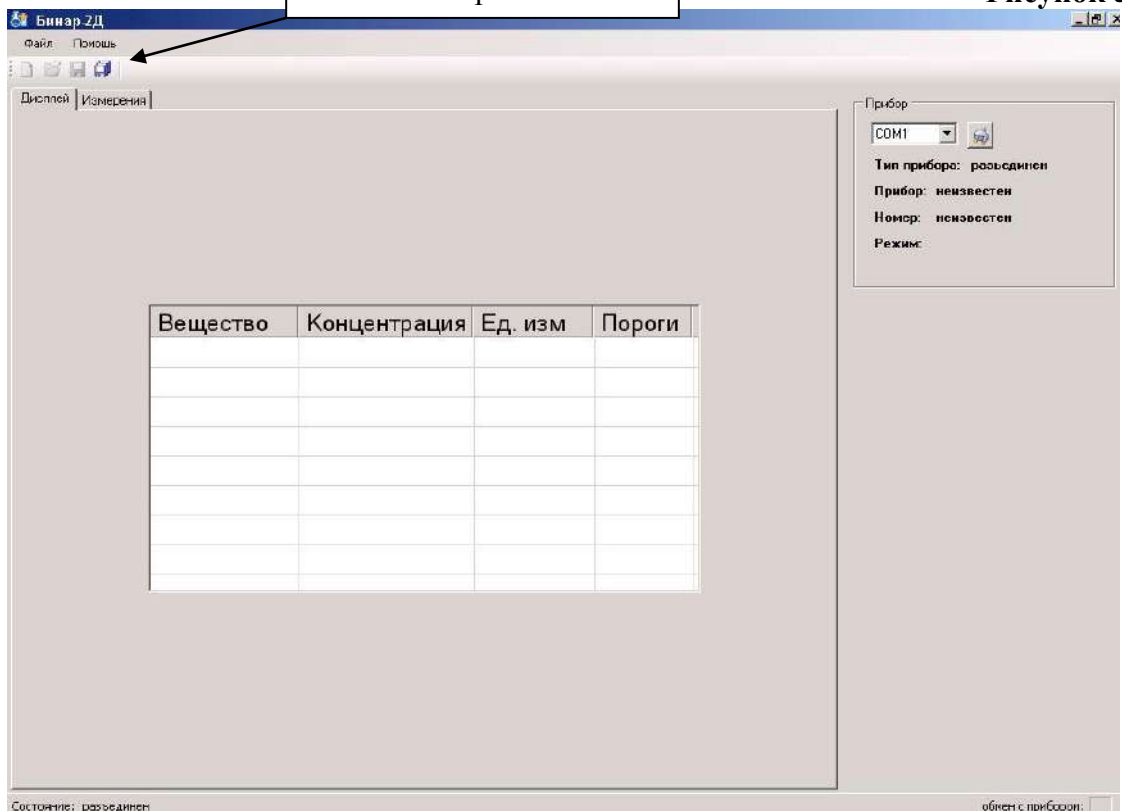 Бинар-2Д
Файл Помощь
Дисплей Измерения
Прибор
COM1
Тип прибора: разъединен
Прибор: неизвестен
Номер: неизвестен
Режим:
Вещество Концентрация Ед. изм Пороги
Состояние: разъединен
обмен с прибором: